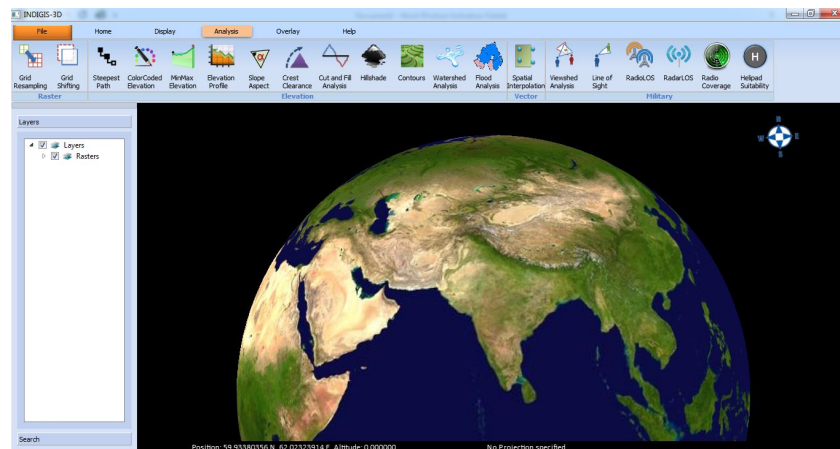 INDIGIS-3D
File Home Display Analysis Overlay Help
Grid Resampling
Grid Shifting
Steepest Path
ColorCoded Elevation
MinMax Elevation
Elevation Profile
Slope Aspect
Crest Clearance
Cut and Fill Analysis
Hillshade
Contours
Watershed Analysis
Flood Analysis
Spatial Interpolation
Viewshed Analysis
Line of Sight
RadioLOS
RadarLOS
Radio Coverage
H
Helipad Suitability
Raster Elevation Vector Military
Layers
Layers
Rasters
N
W E
S
Search
Position: 59.93380356 N, 62.02323914 E, Altitude: 0.000000, No Projection specified